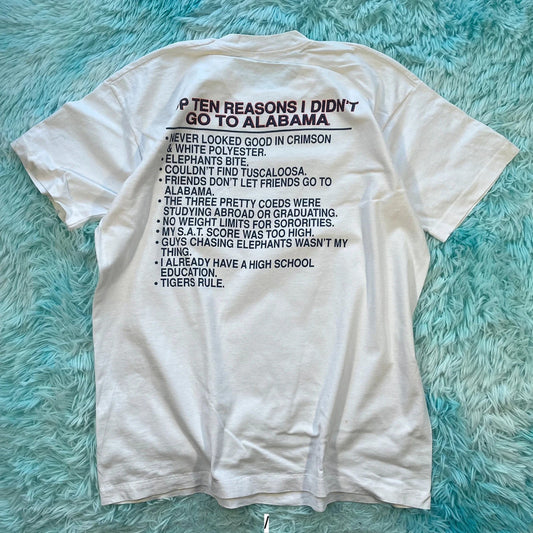 P TEN REASONS I DIDN'T
GO TO ALABAMA.
• NEVER LOOKED GOOD IN CRIMSON
& WHITE POLYESTER.
• ELEPHANTS BITE.
• COULDN'T FIND TUSCALOOSA.
• FRIENDS DON'T LET FRIENDS GO TO
ALABAMA.
• THE THREE PRETTY COEDS WERE
STUDYING ABROAD OR GRADUATING.
• NO WEIGHT LIMITS FOR SORORITIES.
• MY S.A.T. SCORE WAS TOO HIGH.
• GUYS CHASING ELEPHANTS WASN'T MY
THING.
• I ALREADY HAVE A HIGH SCHOOL
EDUCATION.
• TIGERS RULE.